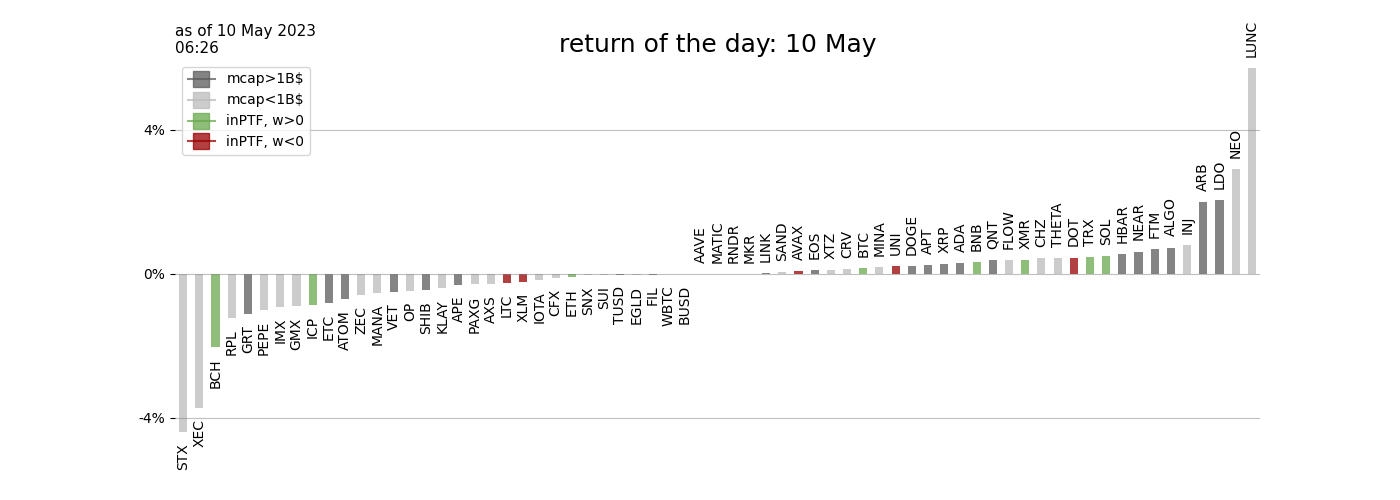 as of 10 May 2023
06:26
return of the day: 10 May
mcap>1B$
mcap<1B$
inPTF, w>0
inPTF, w<0
4%
0%
-4%
STX
XEC
BCH
RPL
GRT
PEPE
IMX
GMX
ICP
ETC
ATOM
ZEC
MANA
VET
OP
SHIB
KLAY
APE
PAXG
AXS
LTC
XLM
IOTA
CFX
ETH
SNX
SUI
TUSD
EGLD
FIL
WBTC
BUSD
AAVE
MATIC
RNDR
MKR
LINK
SAND
AVAX
EOS
XTZ
CRV
BTC
MINA
UNI
DOGE
APT
XRP
ADA
BNB
QNT
FLOW
XMR
CHZ
THETA
DOT
TRX
SOL
HBAR
NEAR
FTM
ALGO
INJ
ARB
LDO
NEO
LUNC